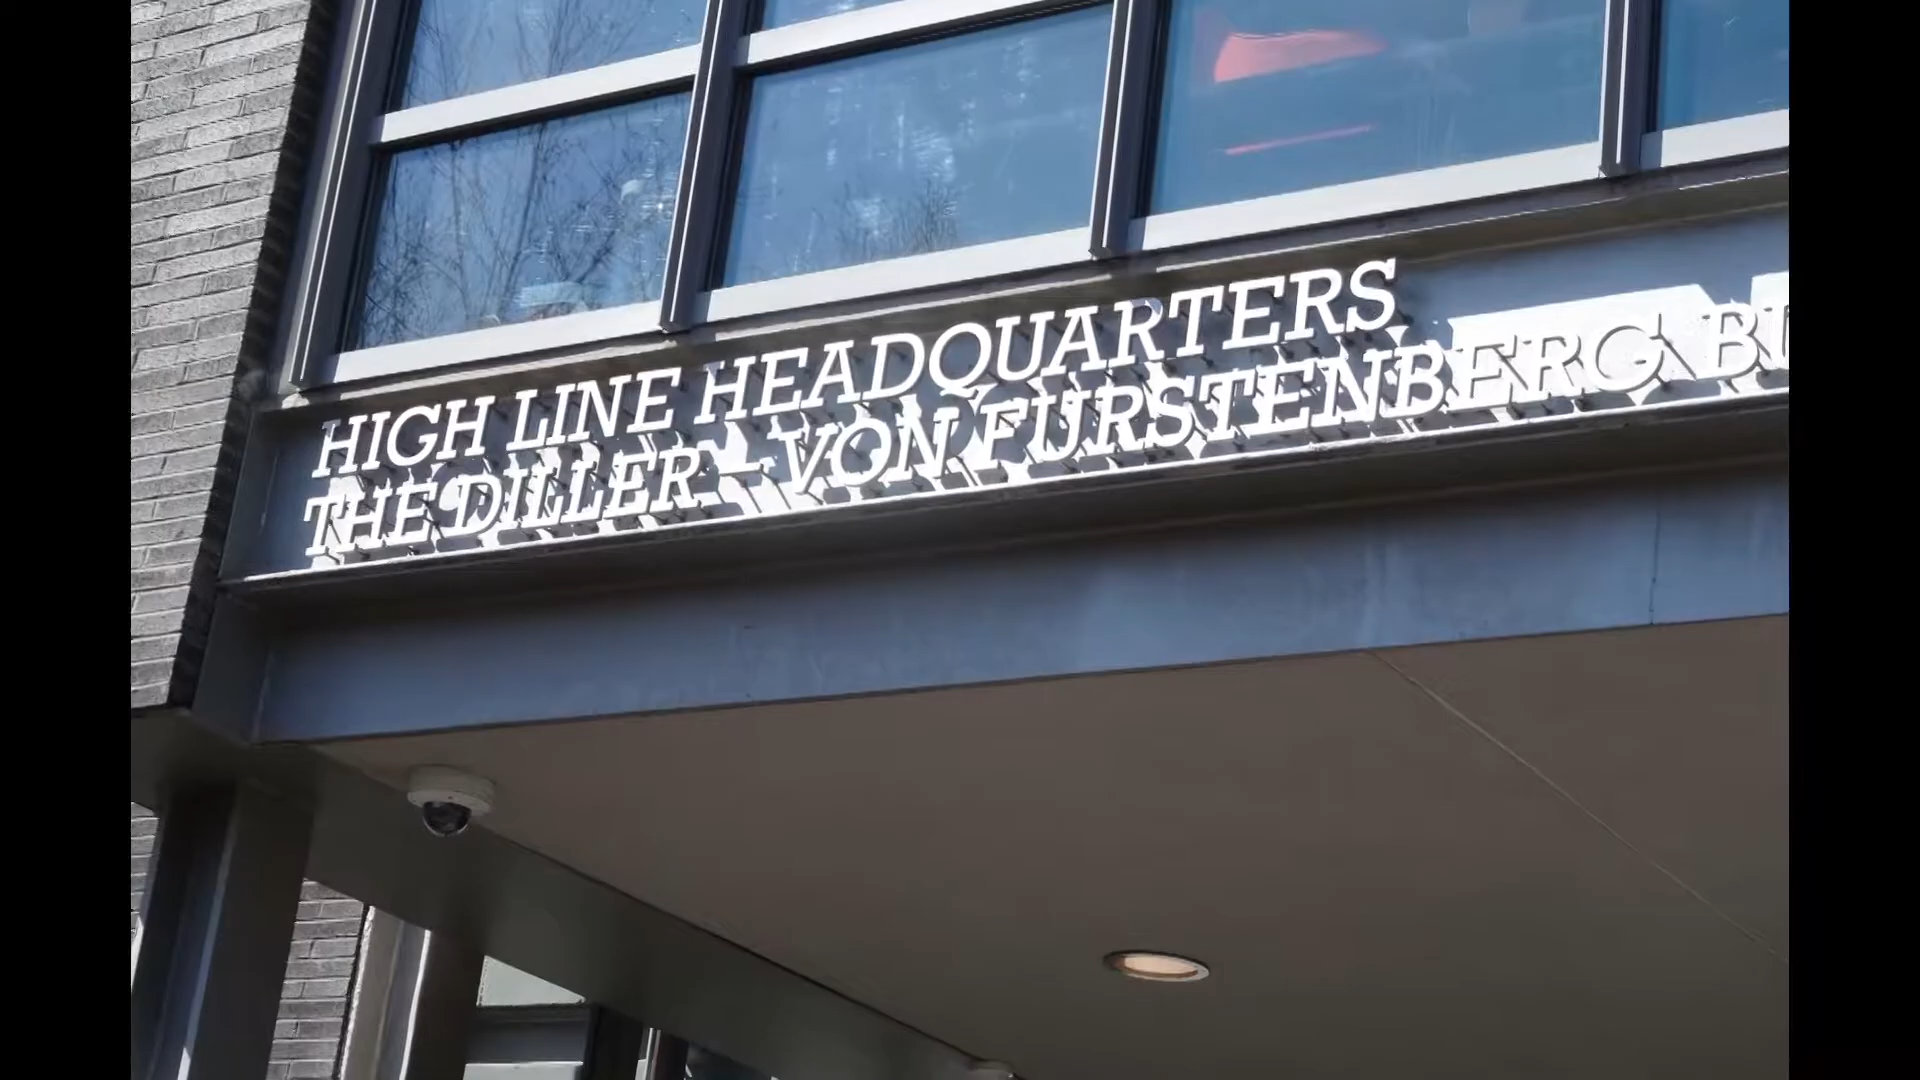 HIGH LINE HEADQUARTERS
THE DILLER – VON FURSTENBERG